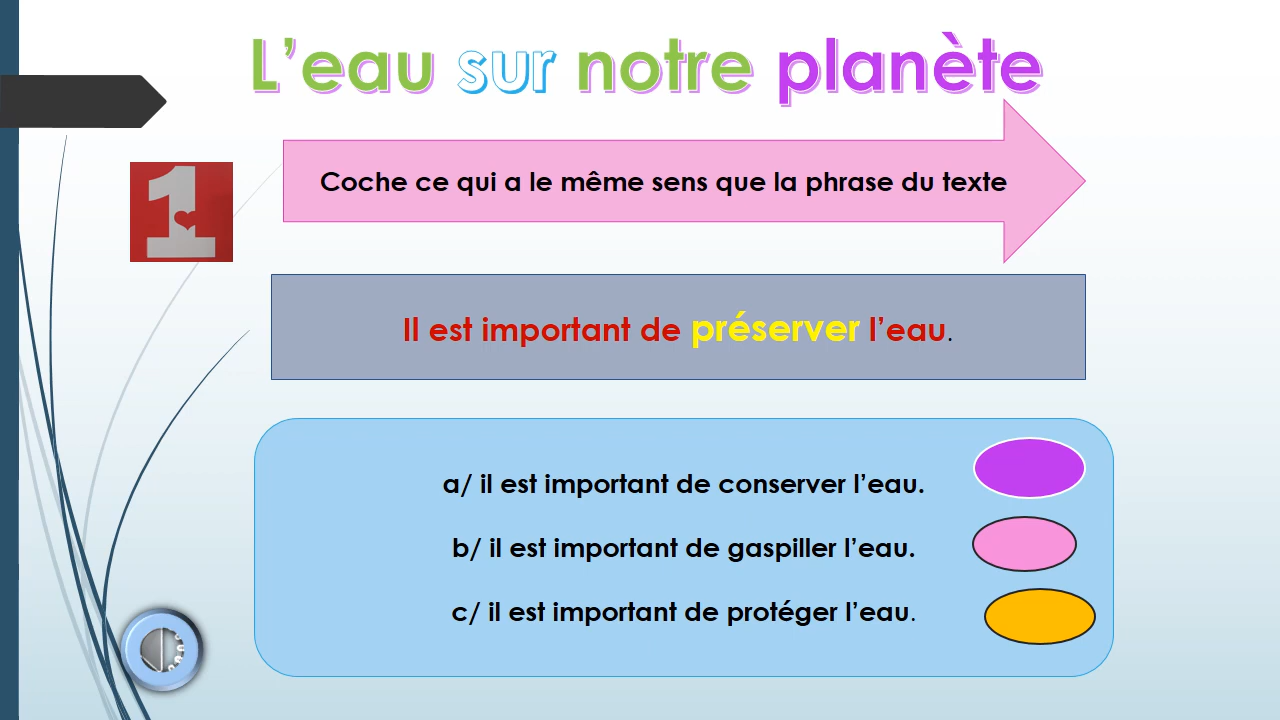 L’eau sur notre planète
1
Coche ce qui a le même sens que la phrase du texte
Il est important de préserver l’eau.
a/ il est important de conserver l’eau.
b/ il est important de gaspiller l’eau.
c/ il est important de protéger l’eau.